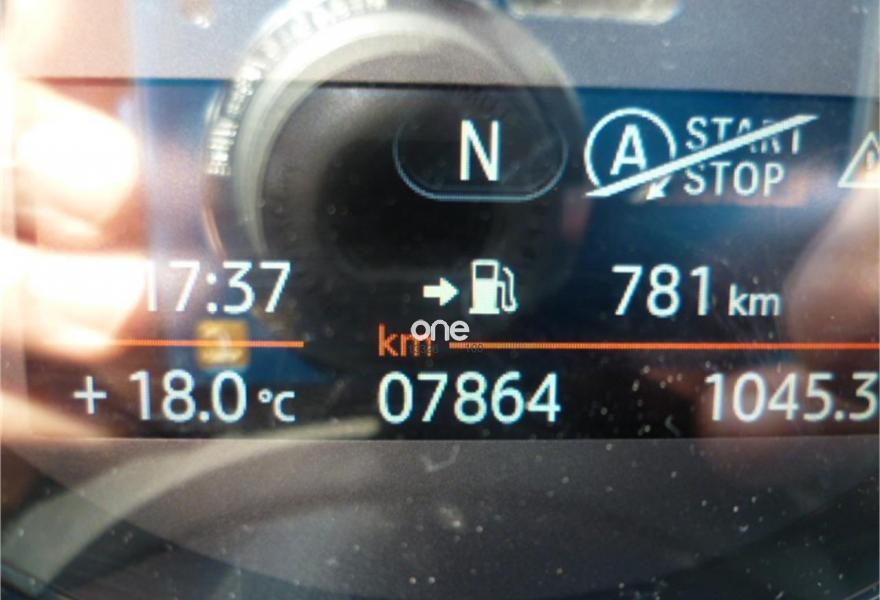 N
A START
STOP
17:37
781 km
km
one
+ 18.0 °C
07864
1045.3